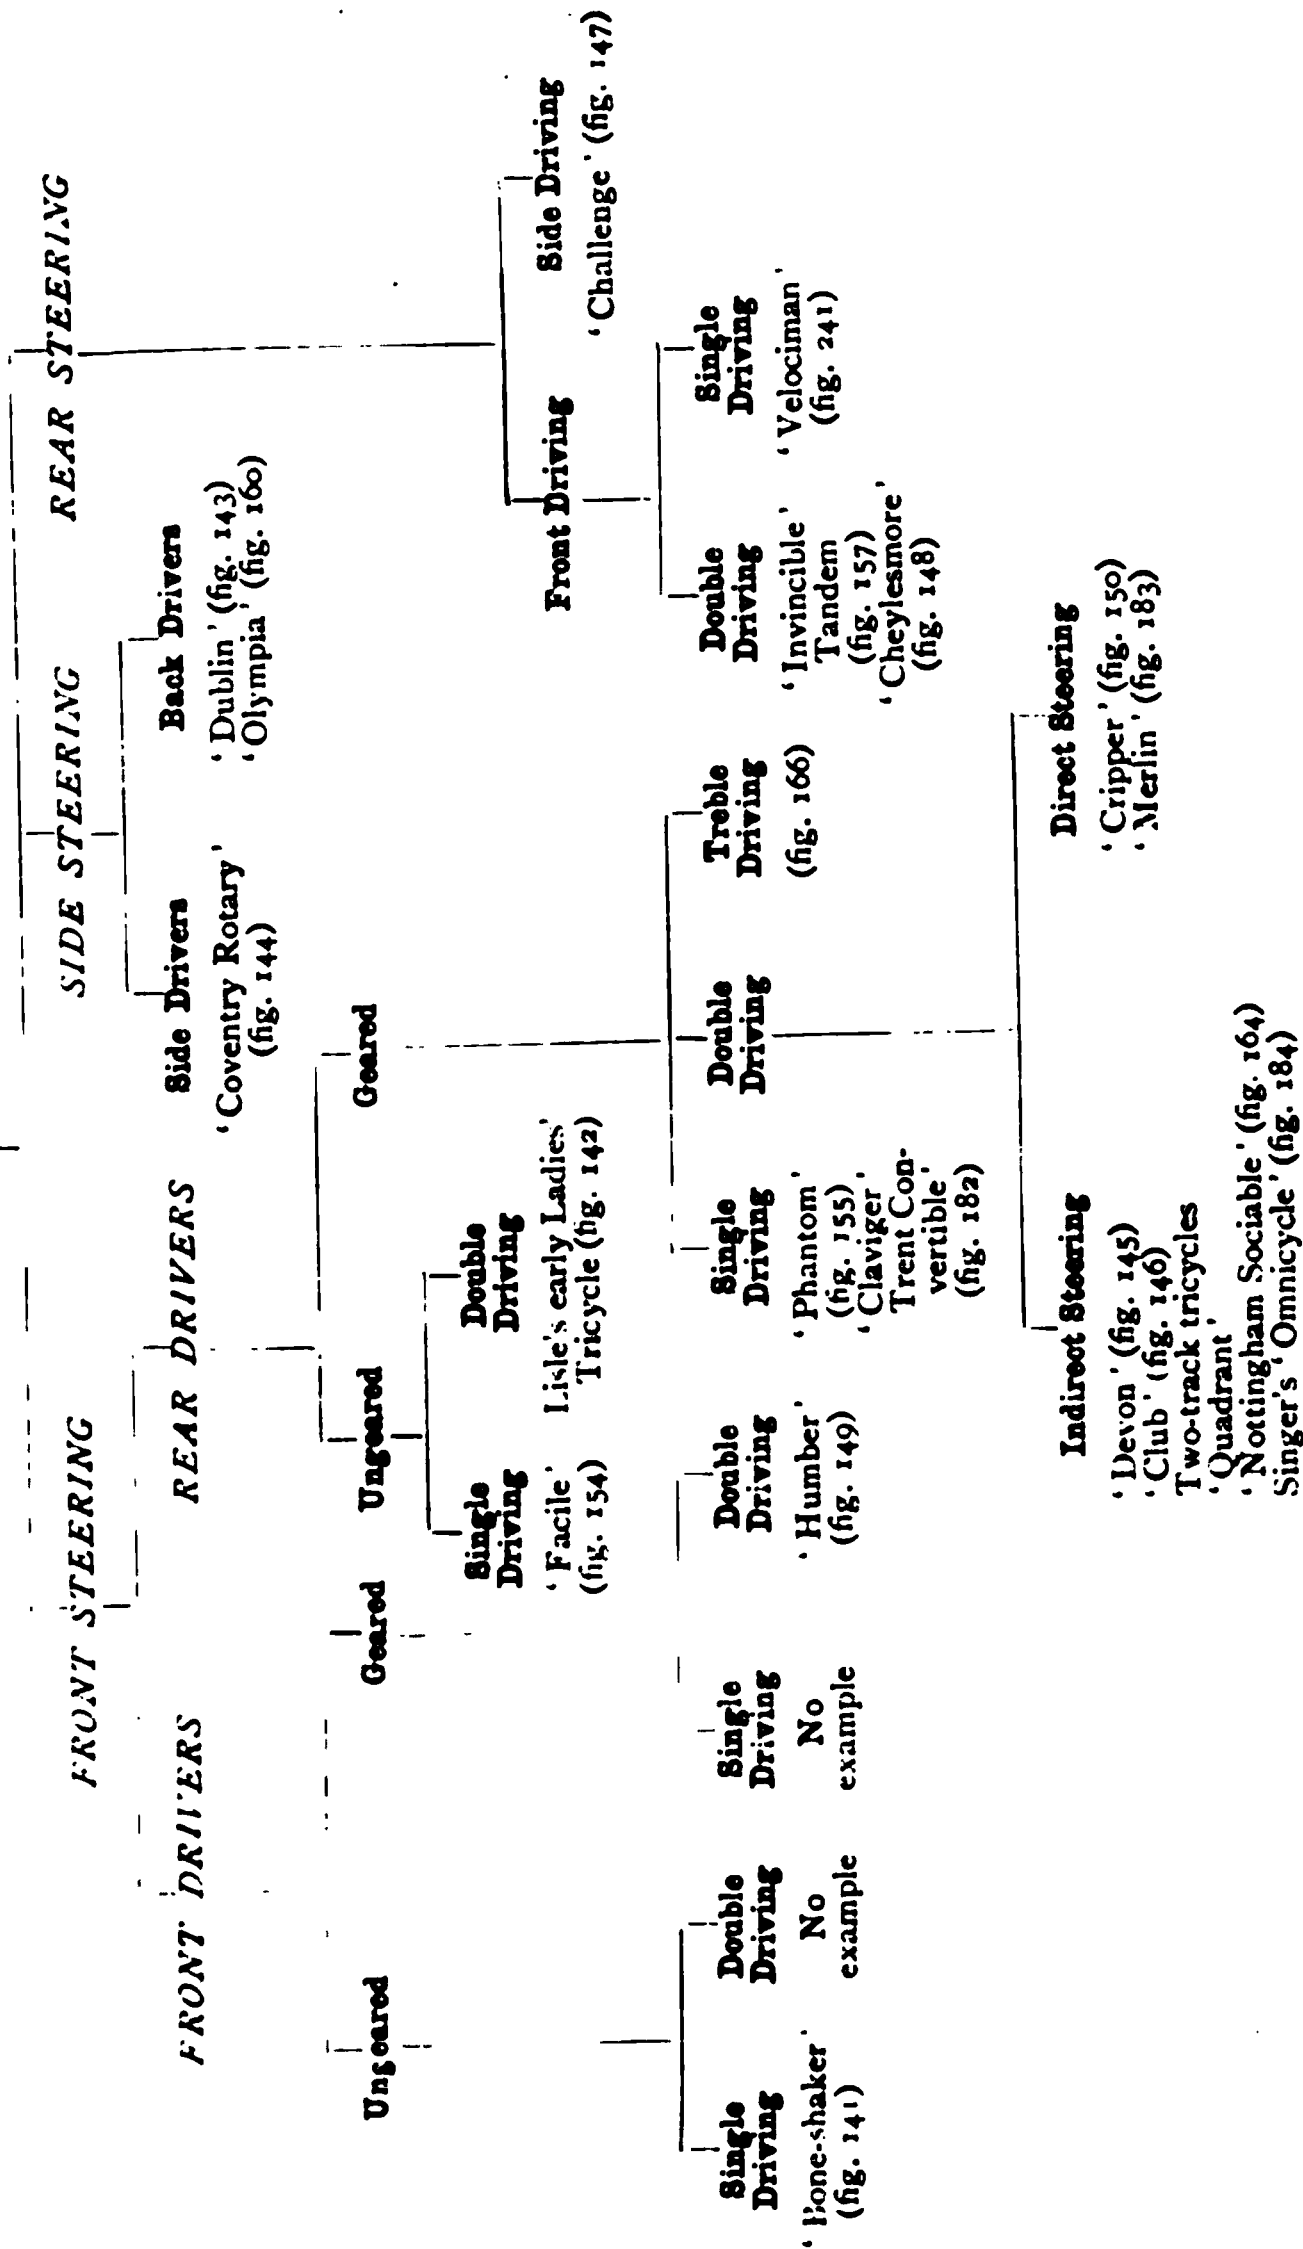 FRONT STEERING
SIDE STEERING
REAR STEERING
FRONT DRIVERS
REAR DRIVERS
Side Drivers
'Coventry Rotary'
(fig. 144)
Back Drivers
'Dublin' (fig. 143)
'Olympia' (fig. 160)
Ungeared
Geared
Ungeared
Geared
Single
Driving
'Facile'
(fig. 154)
Double
Driving
Lisle's early Ladies'
Tricycle (fig. 142)
Front Driving
Side Driving
'Challenge' (fig. 147)
Single
Driving
'Bone-shaker'
(fig. 141)
Double
Driving
No
example
Single
Driving
No
example
Double
Driving
'Humber'
(fig. 149)
Single
Driving
'Phantom'
(fig. 155)
'Claviger'
Trent Con-
vertible'
(fig. 182)
Double
Driving
Treble
Driving
(fig. 166)
Double
Driving
'Invincible'
Tandem
(fig. 157)
'Cheylesmore'
(fig. 148)
Single
Driving
'Velociman'
(fig. 241)
Indirect Steering
'Devon' (fig. 145)
'Club' (fig. 146)
Two-track tricycles
'Quadrant'
'Nottingham Sociable' (fig. 164)
Singer's 'Omnicycle' (fig. 184)
Direct Steering
'Cripper' (fig. 150)
'Merlin' (fig. 183)